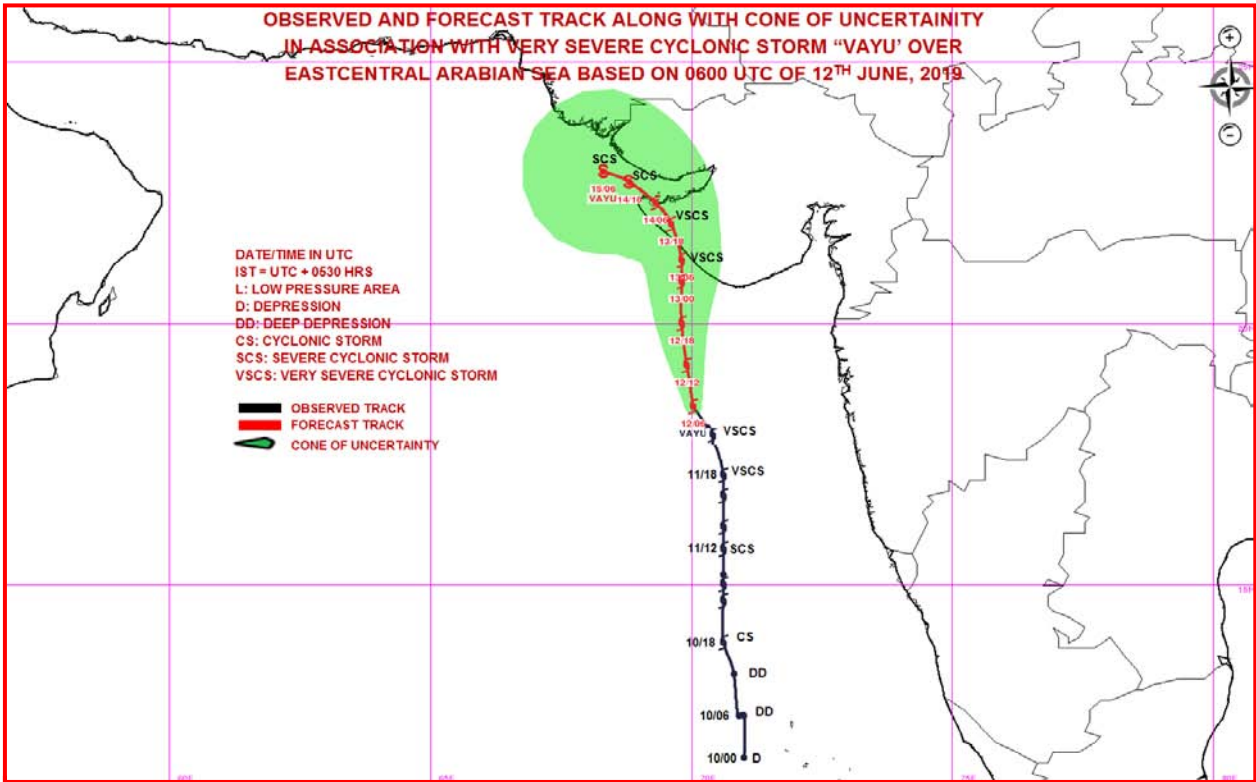 OBSERVED AND FORECAST TRACK ALONG WITH CONE OF UNCERTAINITY
IN ASSOCIATION WITH VERY SEVERE CYCLONIC STORM “VAYU’ OVER
EASTCENTRAL ARABIAN SEA BASED ON 0600 UTC OF 12TH JUNE, 2019
SCS
SCS
15/06
VAYU
14/18
14/06
VSCS
13/18
VSCS
13/06
13/00
12/18
12/12
12/06
VAYU
VSCS
11/18
VSCS
11/12
SCS
10/18
CS
DD
10/06
DD
10/00
D
DATE/TIME IN UTC
IST = UTC + 0530 HRS
L: LOW PRESSURE AREA
D: DEPRESSION
DD: DEEP DEPRESSION
CS: CYCLONIC STORM
SCS: SEVERE CYCLONIC STORM
VSCS: VERY SEVERE CYCLONIC STORM
OBSERVED TRACK
FORECAST TRACK
CONE OF UNCERTAINTY
65E